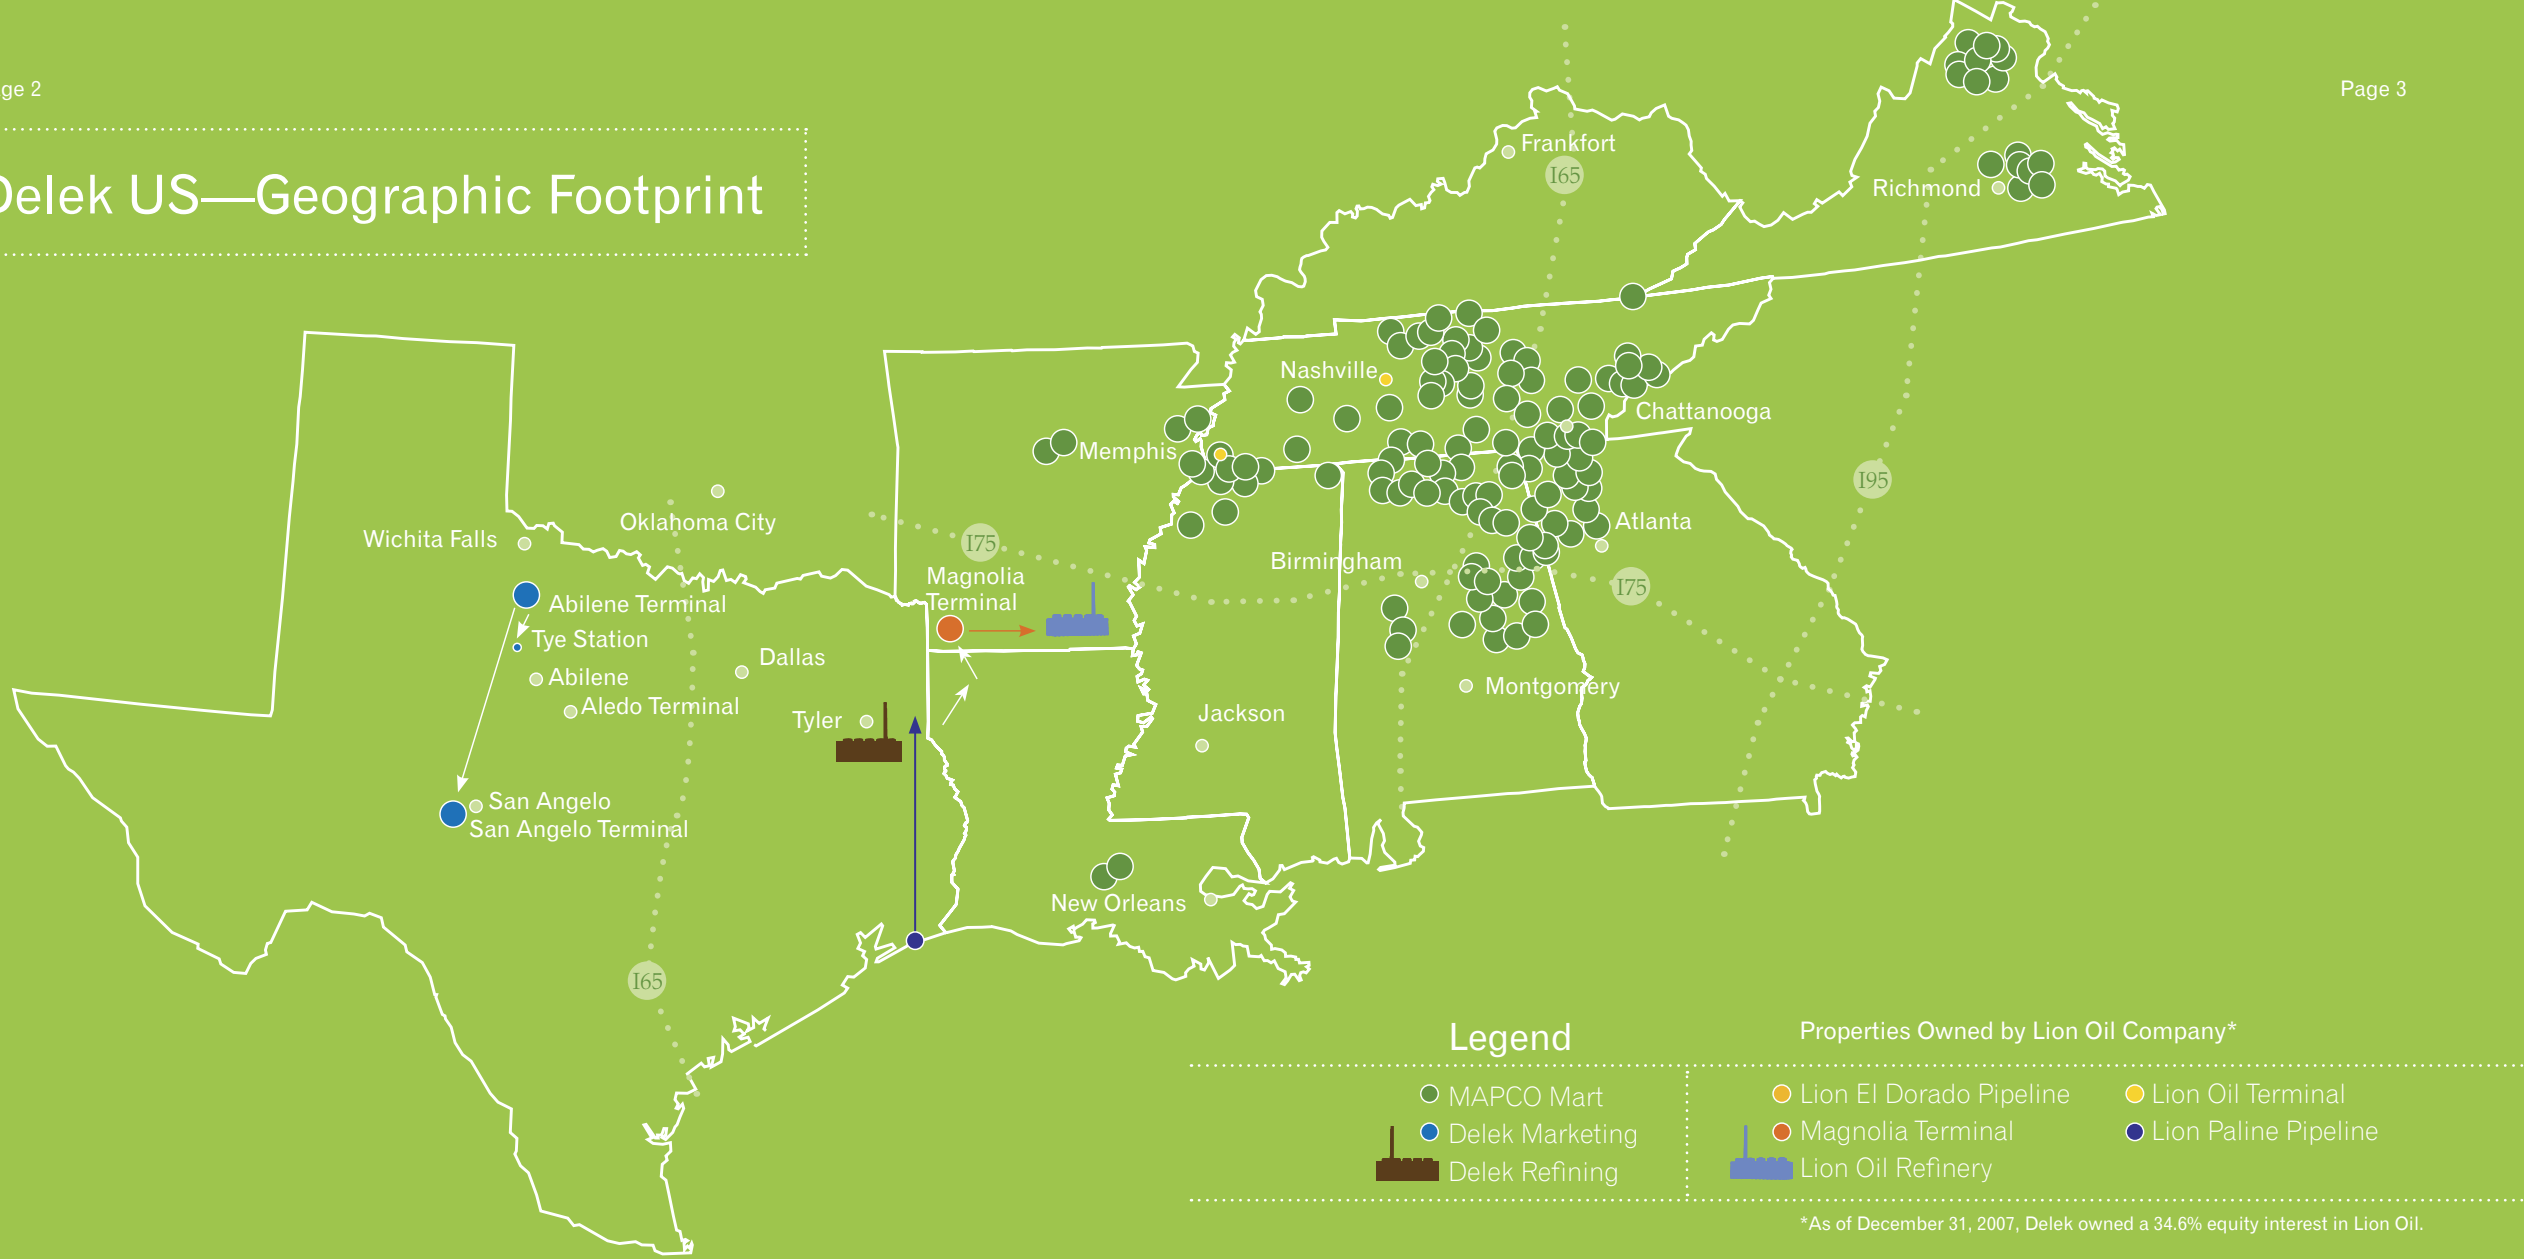 ge 2
Page 3
Delek US—Geographic Footprint
Frankfort
I65
Richmond
Nashville
Chattanooga
Memphis
I95
Oklahoma City
Wichita Falls
Atlanta
I75
Birmingham
Magnolia
Terminal
I75
Abilene Terminal
Tye Station
Dallas
Abilene
Montgomery
Aledo Terminal
Tyler
Jackson
San Angelo
San Angelo Terminal
New Orleans
I65
Legend
MAPCO Mart
Delek Marketing
Delek Refining
Properties Owned by Lion Oil Company*
Lion El Dorado Pipeline
Magnolia Terminal
Lion Oil Refinery
Lion Oil Terminal
Lion Paline Pipeline
*As of December 31, 2007, Delek owned a 34.6% equity interest in Lion Oil.